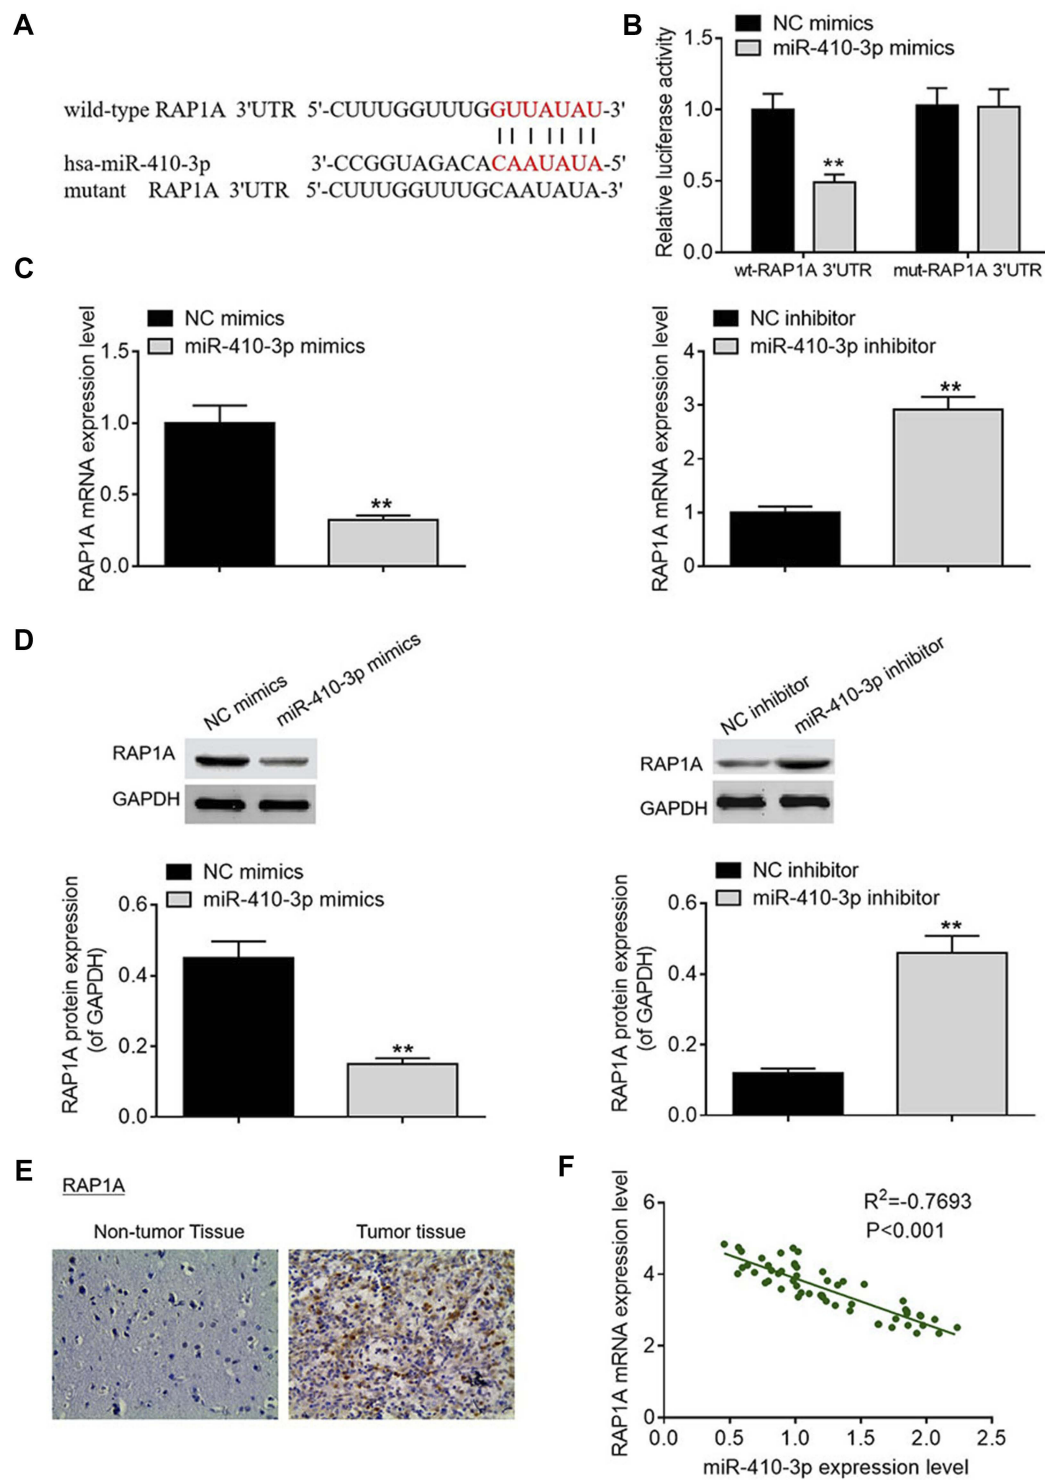 A
wild-type RAP1A 3'UTR 5'-CUUUGGUUUGGUUAUAU-3'
hsa-miR-410-3p 3'-CCGGUAGACACAAUAUA-5'
mutant RAP1A 3'UTR 5'-CUUUGGUUUGCAAUAUA-3'
B
NC mimics
miR-410-3p mimics
Relative luciferase activity
1.5
1.0
0.5
0.0
**
wt-RAP1A 3'UTR
mut-RAP1A 3'UTR
C
NC mimics
miR-410-3p mimics
RAP1A mRNA expression level
1.5
1.0
0.5
0.0
**
NC inhibitor
miR-410-3p inhibitor
RAP1A mRNA expression level
4
3
2
1
0
**
D
NC mimics
miR-410-3p mimics
RAP1A
GAPDH
NC mimics
miR-410-3p mimics
RAP1A protein expression
(of GAPDH)
0.6
0.4
0.2
0.0
**
NC inhibitor
miR-410-3p inhibitor
RAP1A
GAPDH
NC inhibitor
miR-410-3p inhibitor
RAP1A protein expression
(of GAPDH)
0.6
0.4
0.2
0.0
**
E
RAP1A
Non-tumor Tissue
Tumor tissue
F
R²=-0.7693
P<0.001
RAP1A mRNA expression level
6
4
2
0
0.0
0.5
1.0
1.5
2.0
2.5
miR-410-3p expression level